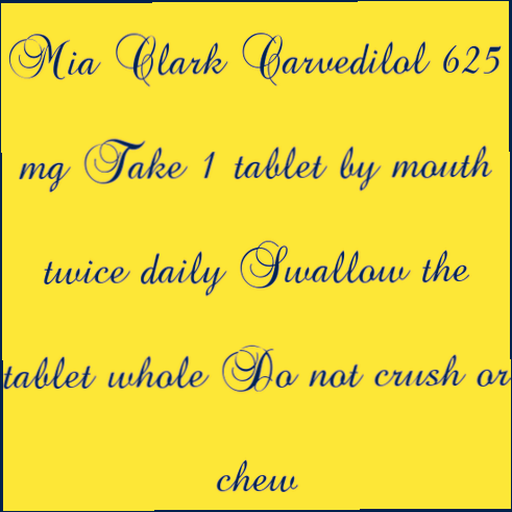 Mia Clark Carvedilol 625
mg Take 1 tablet by mouth
twice daily Swallow the
tablet whole Do not crush or
chew